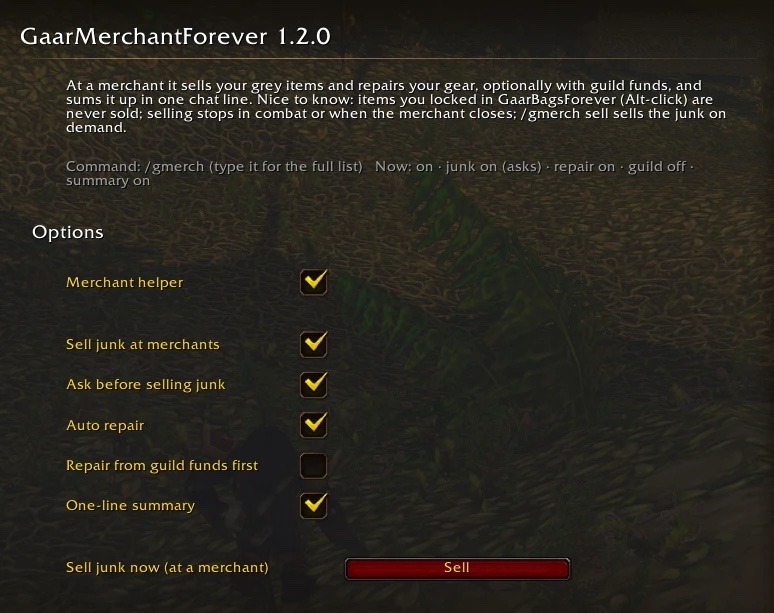 GaarMerchantForever 1.2.0
At a merchant it sells your grey items and repairs your gear, optionally with guild funds, and
sums it up in one chat line. Nice to know: items you locked in GaarBagsForever (Alt-click) are
never sold; selling stops in combat or when the merchant closes; /gmerch sell sells the junk on
demand.
Command: /gmerch (type it for the full list)   Now: on · junk on (asks) · repair on · guild off ·
summary on
Options
Merchant helper
Sell junk at merchants
Ask before selling junk
Auto repair
Repair from guild funds first
One-line summary
Sell junk now (at a merchant) Sell